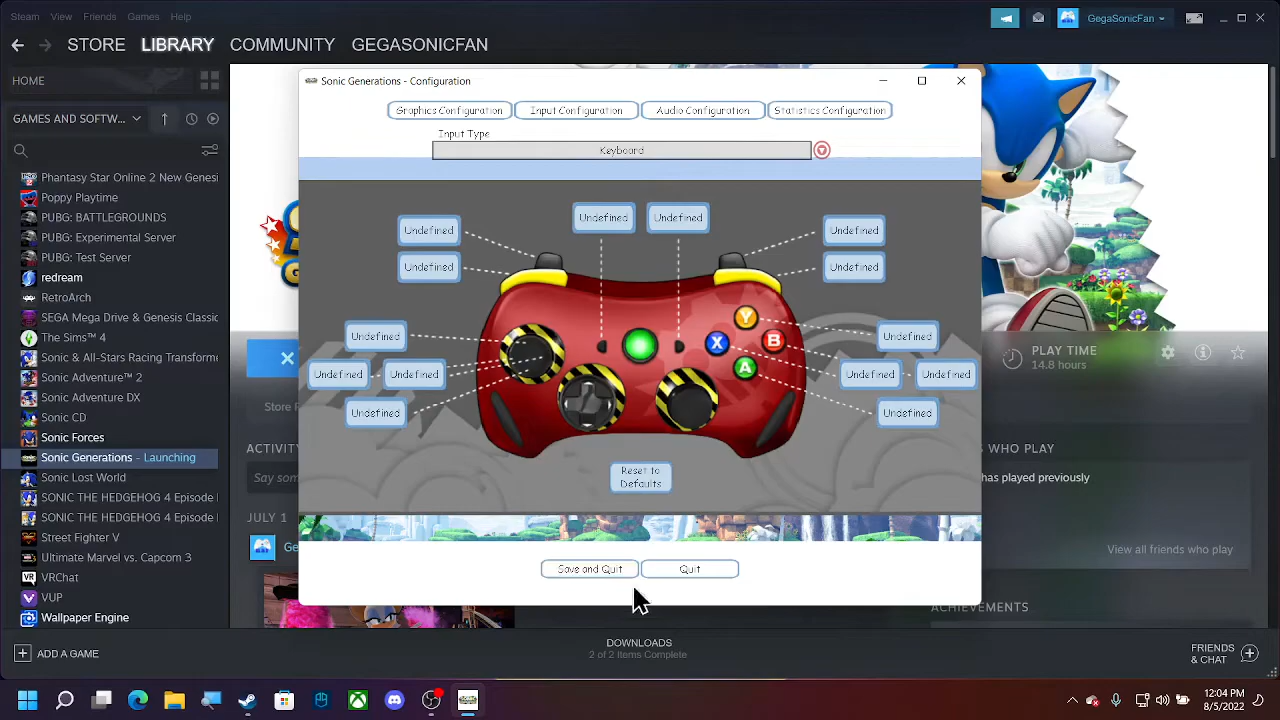 Steam View Friends Games Help
GegaSonicFan
STORE LIBRARY COMMUNITY GEGASONICFAN
HOME
GAMES AND SOFTW...
Phantasy Star Online 2 New Genesi
Poppy Playtime
PUBG: BATTLEGROUNDS
PUBG: Experimental Server
PUBG: Test Server
Redream
RetroArch
SEGA Mega Drive & Genesis Classic
The Sims™ 4
Sonic & All-Stars Racing Transform
Sonic Adventure™ 2
Sonic Adventure DX
Sonic CD
Sonic Forces
Sonic Generations - Launching
Sonic Lost World
SONIC THE HEDGEHOG 4 Episode I
SONIC THE HEDGEHOG 4 Episode I
Street Fighter V
Ultimate Marvel vs. Capcom 3
VRChat
VUP
Wallpaper Engine
Sonic Generations - Configuration
Graphics Configuration Input Configuration Audio Configuration Statistics Configuration
Input Type
Keyboard
Undefined Undefined Undefined Undefined
Undefined Undefined
Undefined Undefined
Undefined Undefined Undefined Undefined
Undefined Undefined
Y
X B
A
Reset to
Defaults
Save and Quit Quit
PLAY TIME
14.8 hours
Store P
ACTIVITY
Say som
JULY 1
Ge
WHO PLAY
has played previously
View all friends who play
ACHIEVEMENTS
ADD A GAME
DOWNLOADS
2 of 2 Items Complete
FRIENDS
& CHAT
12:04 PM
8/5/2022